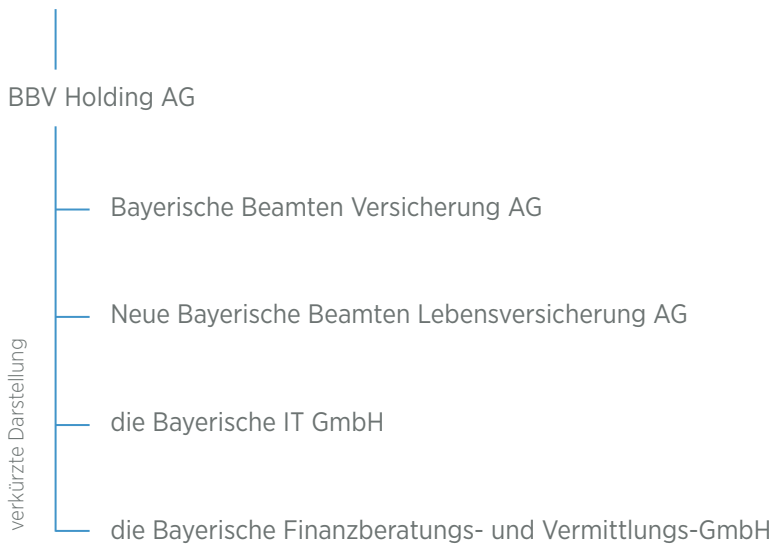 BBV Holding AG
Bayerische Beamten Versicherung AG
Neue Bayerische Beamten Lebensversicherung AG
die Bayerische IT GmbH
die Bayerische Finanzberatungs- und Vermittlungs-GmbH
verkürzte Darstellung